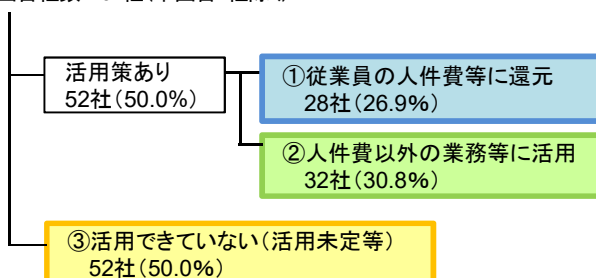 活用策あり
52社(50.0%)
①従業員の人件費等に還元
28社(26.9%)
②人件費以外の業務等に活用
32社(30.8%)
③活用できていない(活用未定等)
52社(50.0%)